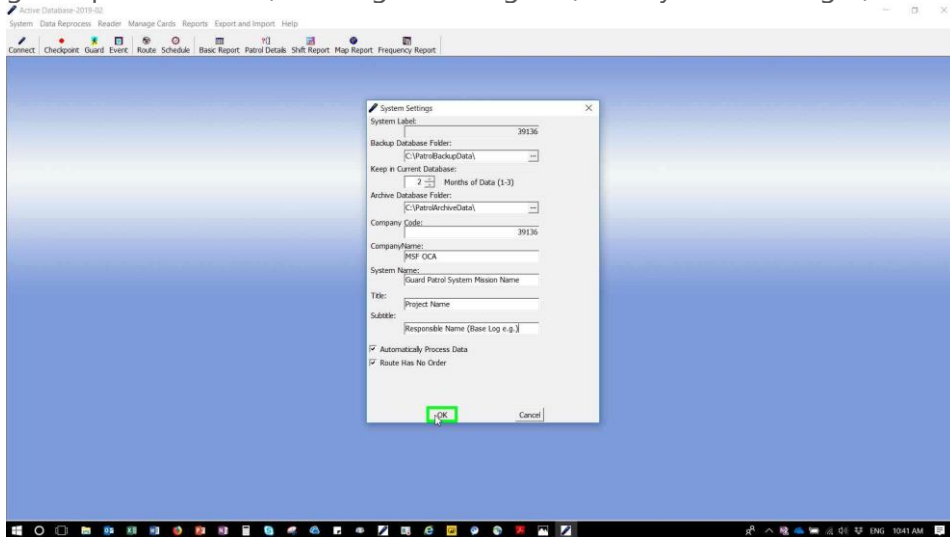 Active Database-2019-02
System Data Reprocess Reader Manage Cards Reports Export and Import Help
Connect Checkpoint Guard Event Route Schedule Basic Report Patrol Details Shift Report Map Report Frequency Report
System Settings
System Label:
39136
Backup Database Folder:
C:\PatrolBackupData\
Keep in Current Database:
2 Months of Data (1-3)
Archive Database Folder:
C:\PatrolArchiveData\
Company Code:
39136
CompanyName:
MSF OCA
System Name:
Guard Patrol System Mission Name
Title:
Project Name
Subtitle:
Responsible Name (Base Log e.g.)
Automatically Process Data
Route Has No Order
OK Cancel
ENG 10:41 AM